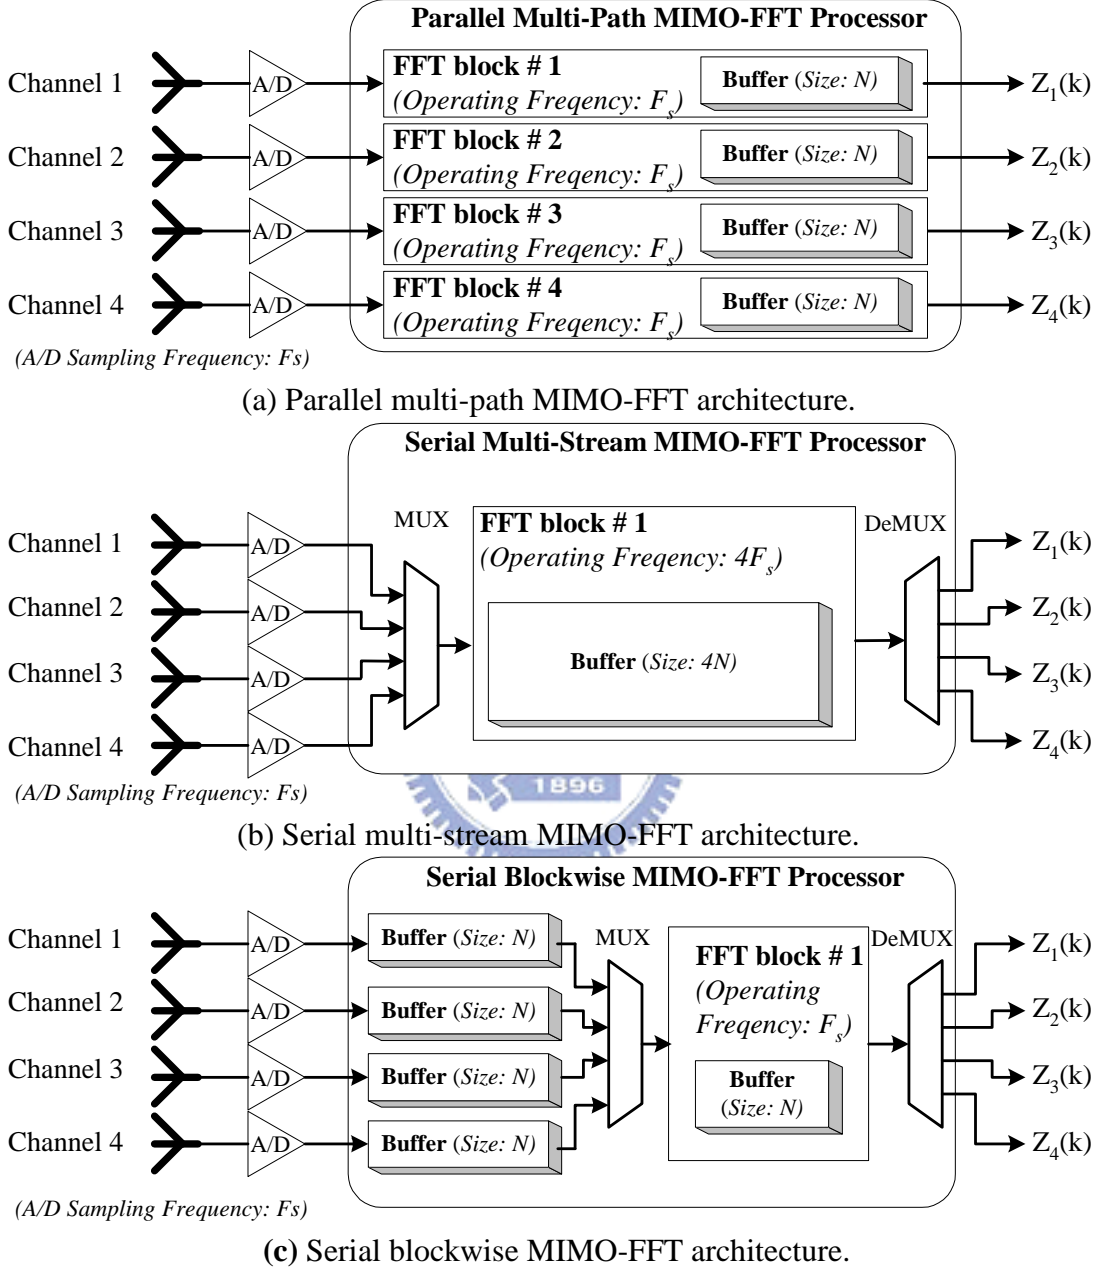 Parallel Multi-Path MIMO-FFT Processor
Channel 1
A/D
FFT block # 1
(Operating Freqency: Fs)
Buffer (Size: N)
Z1(k)
Channel 2
A/D
FFT block # 2
(Operating Freqency: Fs)
Buffer (Size: N)
Z2(k)
Channel 3
A/D
FFT block # 3
(Operating Freqency: Fs)
Buffer (Size: N)
Z3(k)
Channel 4
A/D
FFT block # 4
(Operating Freqency: Fs)
Buffer (Size: N)
Z4(k)
(A/D Sampling Frequency: Fs)
(a) Parallel multi-path MIMO-FFT architecture.
Serial Multi-Stream MIMO-FFT Processor
MUX
FFT block # 1
(Operating Freqency: 4Fs)
DeMUX
Channel 1
A/D
Z1(k)
Channel 2
A/D
Z2(k)
Buffer (Size: 4N)
Channel 3
A/D
Z3(k)
Channel 4
A/D
Z4(k)
(A/D Sampling Frequency: Fs)
1896
(b) Serial multi-stream MIMO-FFT architecture.
Serial Blockwise MIMO-FFT Processor
Channel 1
A/D
Buffer (Size: N)
MUX
FFT block # 1
(Operating
Freqency: Fs)
DeMUX
Z1(k)
Channel 2
A/D
Buffer (Size: N)
Z2(k)
Channel 3
A/D
Buffer (Size: N)
Buffer
(Size: N)
Z3(k)
Channel 4
A/D
Buffer (Size: N)
Z4(k)
(A/D Sampling Frequency: Fs)
(c) Serial blockwise MIMO-FFT architecture.